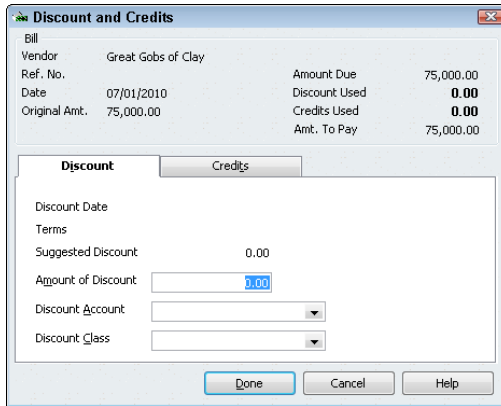 Discount and Credits
Bill
Vendor Great Gobs of Clay
Ref. No. Amount Due 75,000.00
Date 07/01/2010 Discount Used 0.00
Original Amt. 75,000.00 Credits Used 0.00
Amt. To Pay 75,000.00
Discount Credits
Discount Date
Terms
Suggested Discount 0.00
Amount of Discount 0.00
Discount Account
Discount Class
Done Cancel Help